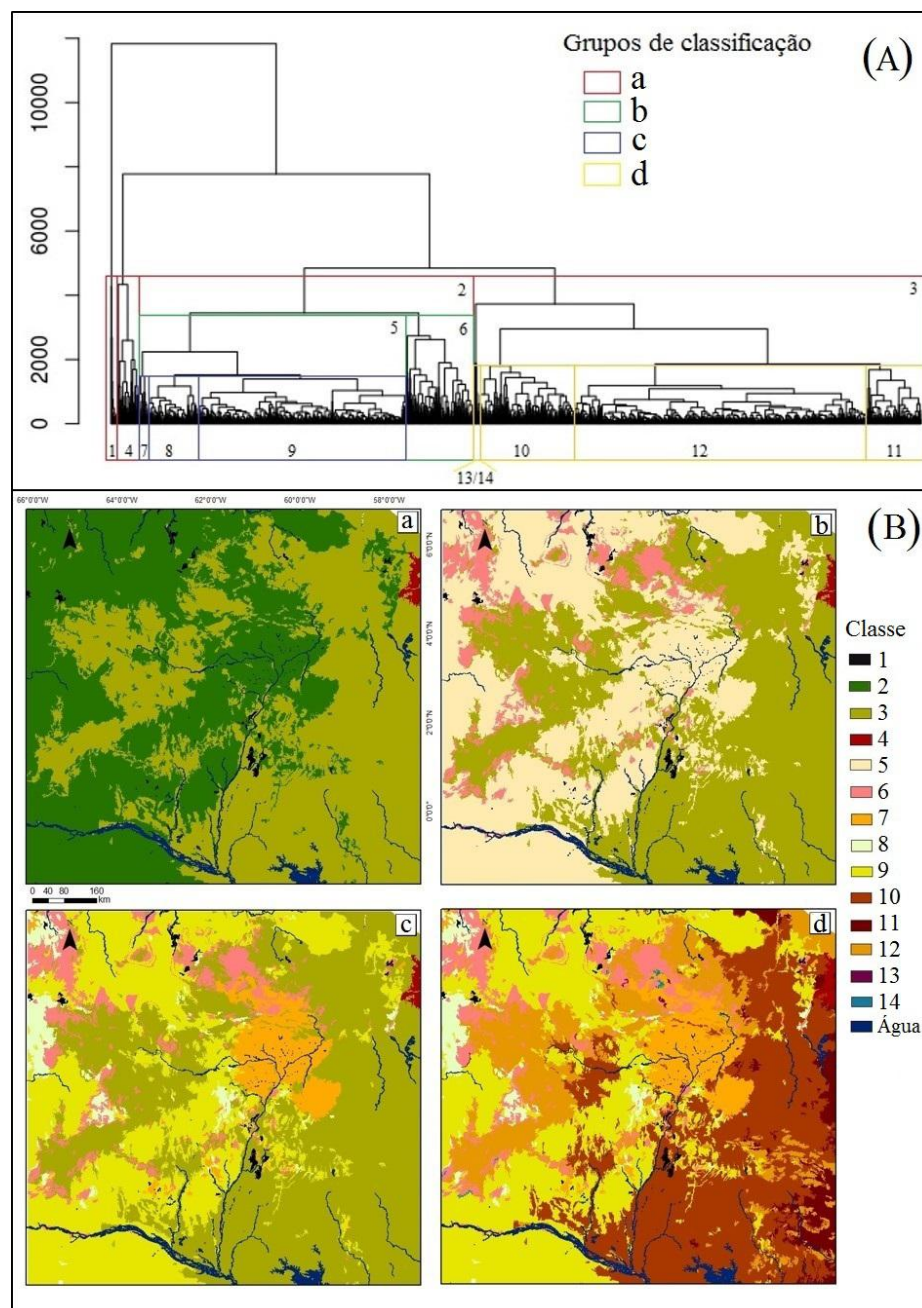 Grupos de classificação
(A)
a
b
c
d
10000
6000
2000
0
2
3
5
6
1
4
7
8
9
10
12
11
13/14
66°0'0"W
64°0'0"W
62°0'0"W
60°0'0"W
58°0'0"W
a
b
(B)
6°0'0"N
4°0'0"N
2°0'0"N
0°0'0"
Classe
1
2
3
4
5
6
7
8
9
10
11
12
13
14
Água
0 40 80 160
km
c
d